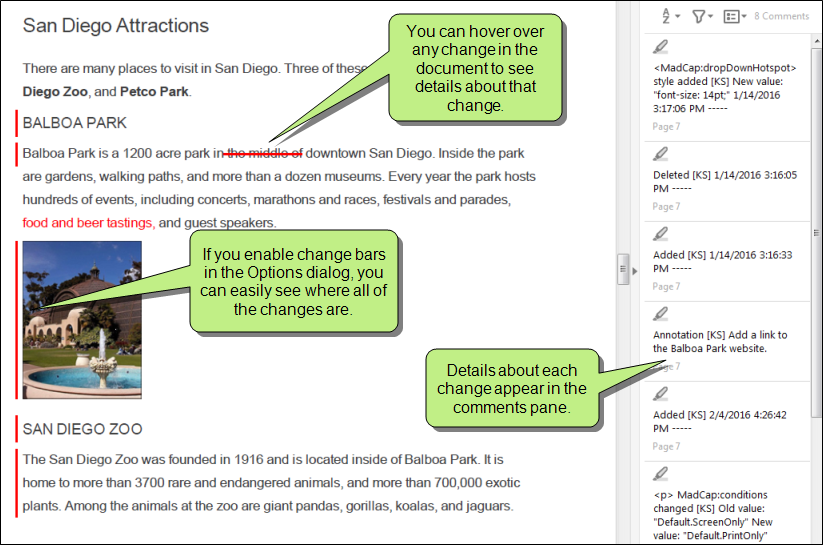 San Diego Attractions
There are many places to visit in San Diego. Three of these
Diego Zoo, and Petco Park.
You can hover over
any change in the
document to see
details about that
change.
BALBOA PARK
Balboa Park is a 1200 acre park in the middle of downtown San Diego. Inside the park
are gardens, walking paths, and more than a dozen museums. Every year the park hosts
hundreds of events, including concerts, marathons and races, festivals and parades,
food and beer tastings, and guest speakers.
If you enable change bars
in the Options dialog, you
can easily see where all of
the changes are.
Details about each
change appear in the
comments pane.
SAN DIEGO ZOO
The San Diego Zoo was founded in 1916 and is located inside of Balboa Park. It is
home to more than 3700 rare and endangered animals, and more than 700,000 exotic
plants. Among the animals at the zoo are giant pandas, gorillas, koalas, and jaguars.
8 Comments
<MadCap:dropDownHotspot>
style added [KS] New value:
"font-size: 14pt;" 1/14/2016
3:17:06 PM -----
Page 7
Deleted [KS] 1/14/2016 3:16:05
PM -----
Page 7
Added [KS] 1/14/2016 3:16:33
PM -----
Page 7
Annotation [KS] Add a link to
the Balboa Park website.
Page 7
Added [KS] 2/4/2016 4:26:42
PM -----
Page 7
<p> MadCap:conditions
changed [KS] Old value:
"Default.ScreenOnly" New
value: "Default.PrintOnly"